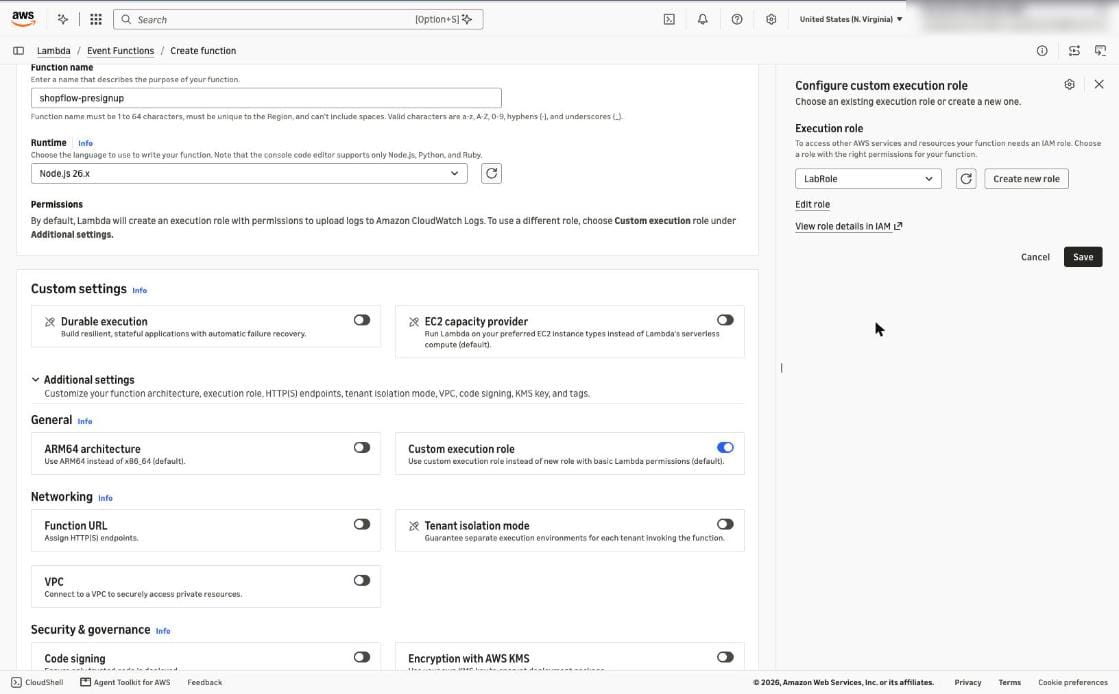 aws
Search
[Option+S]
United States (N. Virginia)
Lambda / Event Functions / Create function
Function name
Enter a name that describes the purpose of your function.
shopflow-presignup
Function name must be 1 to 64 characters, must be unique to the Region, and can't include spaces. Valid characters are a-z, A-Z, 0-9, hyphens (-), and underscores (_).
Runtime Info
Choose the language to use to write your function. Note that the console code editor supports only Node.js, Python, and Ruby.
Node.js 26.x
Permissions
By default, Lambda will create an execution role with permissions to upload logs to Amazon CloudWatch Logs. To use a different role, choose Custom execution role under
Additional settings.
Custom settings Info
Durable execution
Build resilient, stateful applications with automatic failure recovery.
EC2 capacity provider
Run Lambda on your preferred EC2 instance types instead of Lambda's serverless
compute (default).
Additional settings
Customize your function architecture, execution role, HTTP(S) endpoints, tenant isolation mode, VPC, code signing, KMS key, and tags.
General Info
ARM64 architecture
Use ARM64 instead of x86_64 (default).
Custom execution role
Use custom execution role instead of new role with basic Lambda permissions (default).
Networking Info
Function URL
Assign HTTP(S) endpoints.
Tenant isolation mode
Guarantee separate execution environments for each tenant invoking the function.
VPC
Connect to a VPC to securely access private resources.
Security & governance Info
Code signing
Encryption with AWS KMS
Configure custom execution role
Choose an existing execution role or create a new one.
Execution role
To access other AWS services and resources your function needs an IAM role. Choose
a role with the right permissions for your function.
LabRole
Create new role
Edit role
View role details in IAM
Cancel
Save
CloudShell
Agent Toolkit for AWS
Feedback
© 2026, Amazon Web Services, Inc. or its affiliates.
Privacy
Terms
Cookie preferences